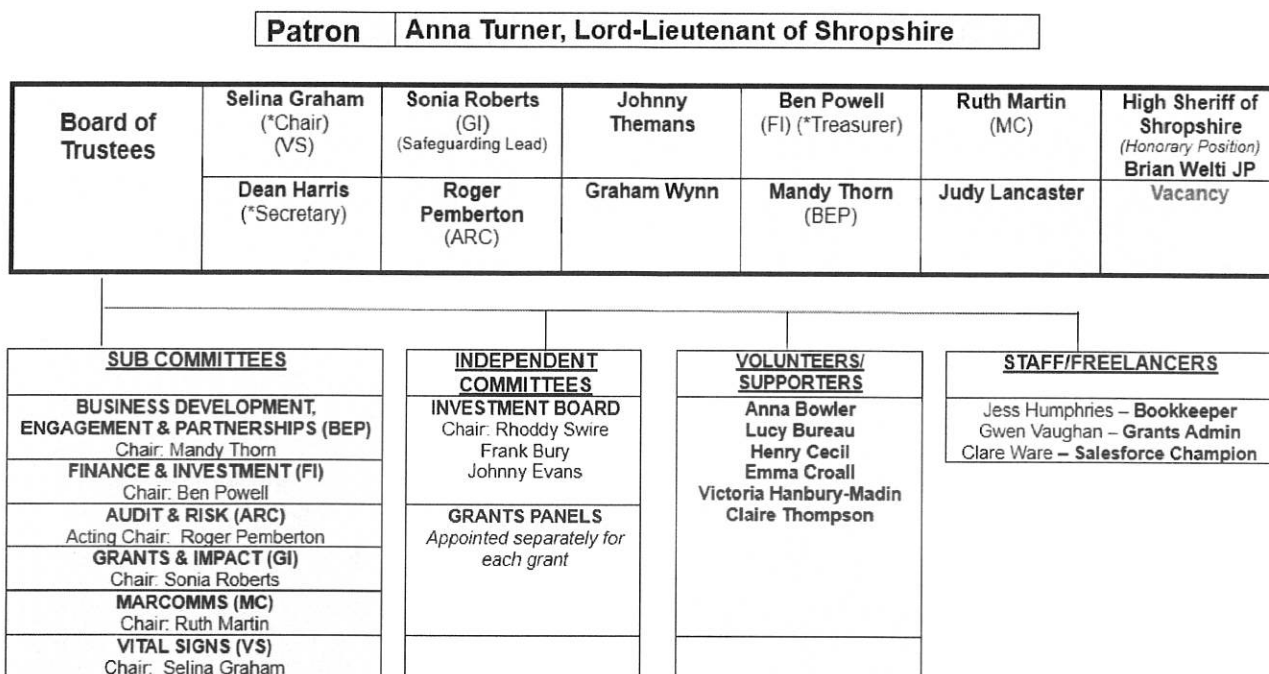 Patron Anna Turner, Lord-Lieutenant of Shropshire
Board of
Trustees
Selina Graham
(*Chair)
(VS)
Sonia Roberts
(GI)
(Safeguarding Lead)
Johnny
Themans
Ben Powell
(FI) (*Treasurer)
Ruth Martin
(MC)
High Sheriff of
Shropshire
(Honorary Position)
Brian Welti JP
Dean Harris
(*Secretary)
Roger
Pemberton
(ARC)
Graham Wynn
Mandy Thorn
(BEP)
Judy Lancaster
Vacancy
SUB COMMITTEES
BUSINESS DEVELOPMENT,
ENGAGEMENT & PARTNERSHIPS (BEP)
Chair: Mandy Thorn
FINANCE & INVESTMENT (FI)
Chair: Ben Powell
AUDIT & RISK (ARC)
Acting Chair: Roger Pemberton
GRANTS & IMPACT (GI)
Chair: Sonia Roberts
MARCOMMS (MC)
Chair: Ruth Martin
VITAL SIGNS (VS)
Chair: Selina Graham
INDEPENDENT
COMMITTEES
INVESTMENT BOARD
Chair: Rhoddy Swire
Frank Bury
Johnny Evans
GRANTS PANELS
Appointed separately for
each grant
VOLUNTEERS/
SUPPORTERS
Anna Bowler
Lucy Bureau
Henry Cecil
Emma Croall
Victoria Hanbury-Madin
Claire Thompson
STAFF/FREELANCERS
Jess Humphries – Bookkeeper
Gwen Vaughan – Grants Admin
Clare Ware – Salesforce Champion